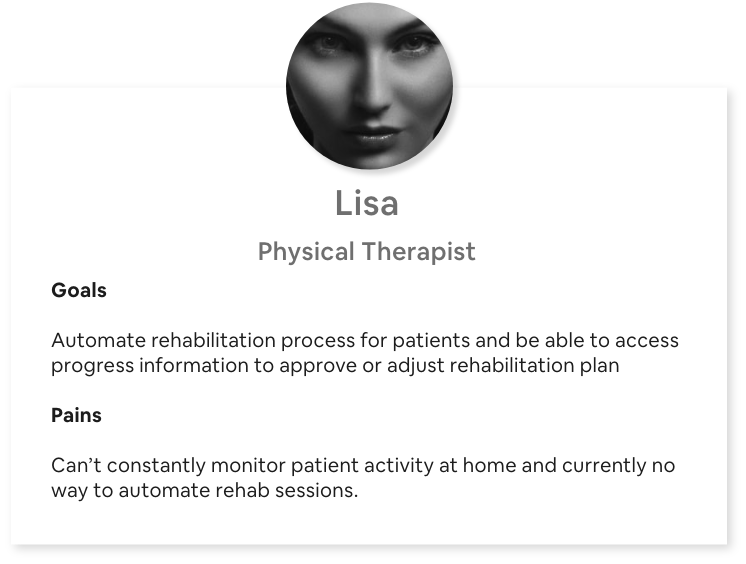 Lisa
Physical Therapist
Goals
Automate rehabilitation process for patients and be able to access
progress information to approve or adjust rehabilitation plan
Pains
Can’t constantly monitor patient activity at home and currently no
way to automate rehab sessions.